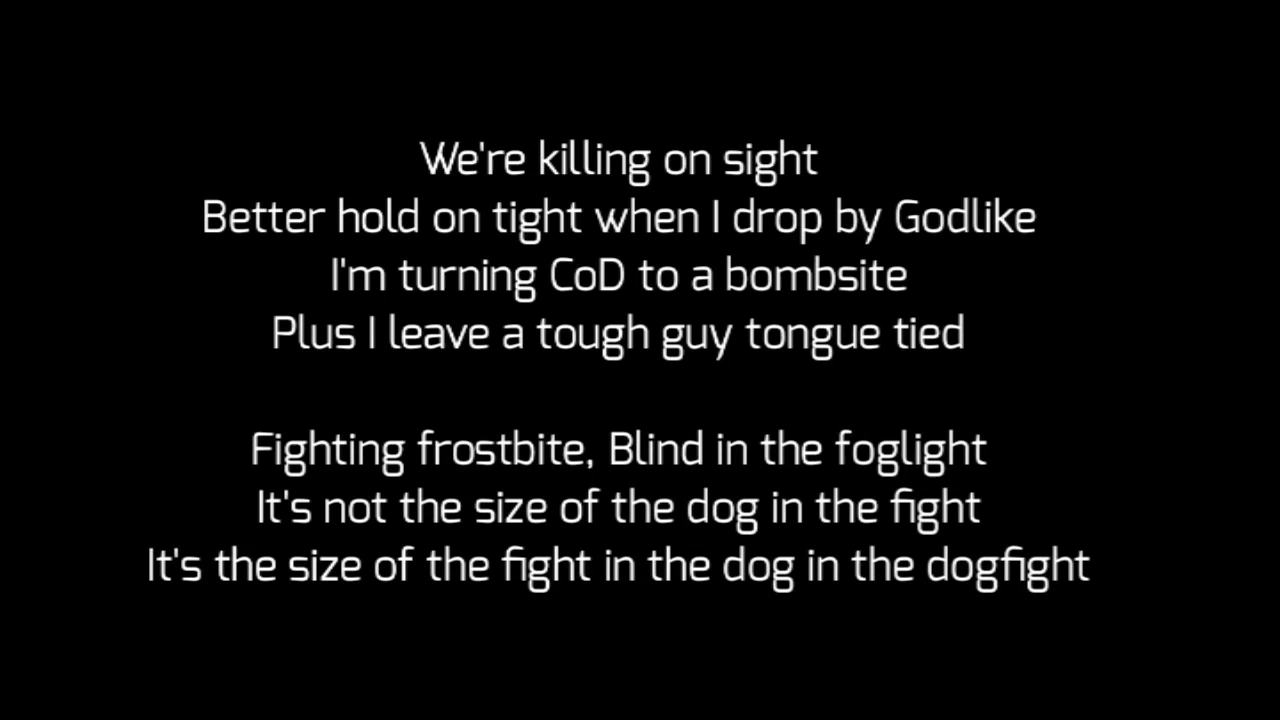 We're killing on sight
Better hold on tight when I drop by Godlike
I'm turning CoD to a bombsite
Plus I leave a tough guy tongue tied
Fighting frostbite, Blind in the foglight
It's not the size of the dog in the fight
It's the size of the fight in the dog in the dogfight